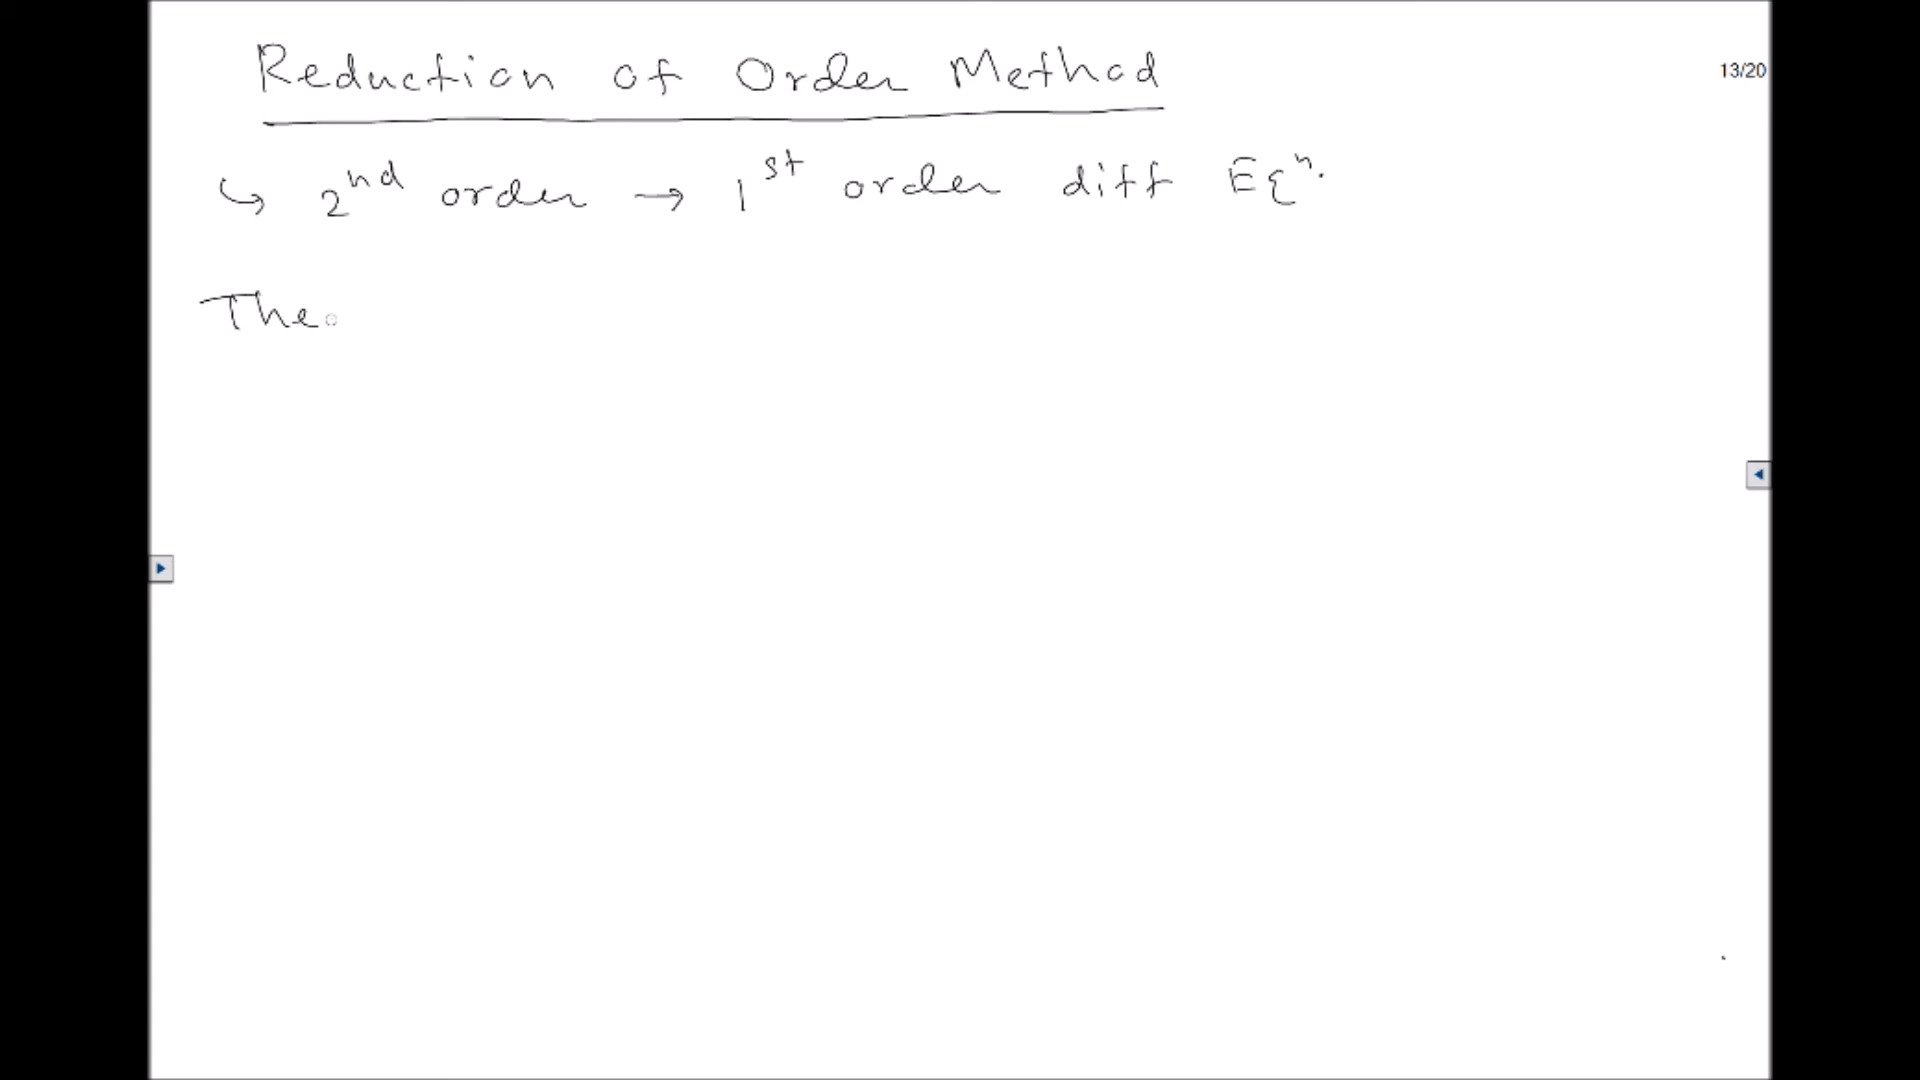 Reduction of Order Method
13/20
↪ 2nd order → 1st order diff Eqn.
The